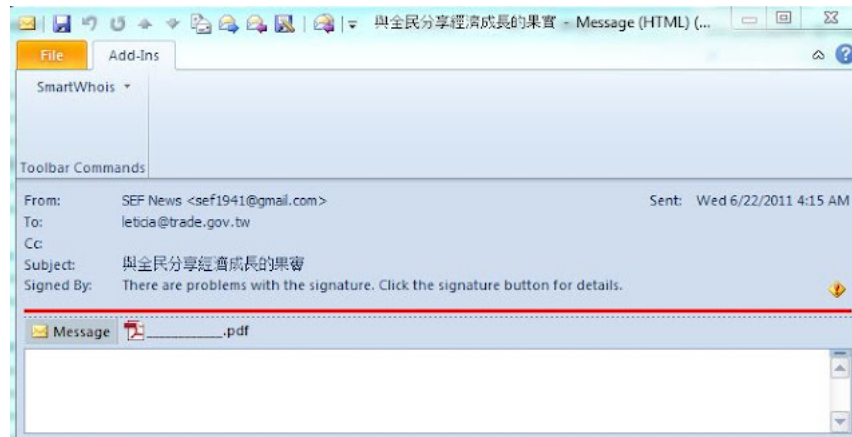 與全民分享經濟成長的果實 - Message (HTML) (...
File Add-Ins
SmartWhois
Toolbar Commands
From: SEF News <sef1941@gmail.com> Sent: Wed 6/22/2011 4:15 AM
To: leticia@trade.gov.tw
Cc:
Subject: 與全民分享經濟成長的果實
Signed By: There are problems with the signature. Click the signature button for details.
Message ___________.pdf